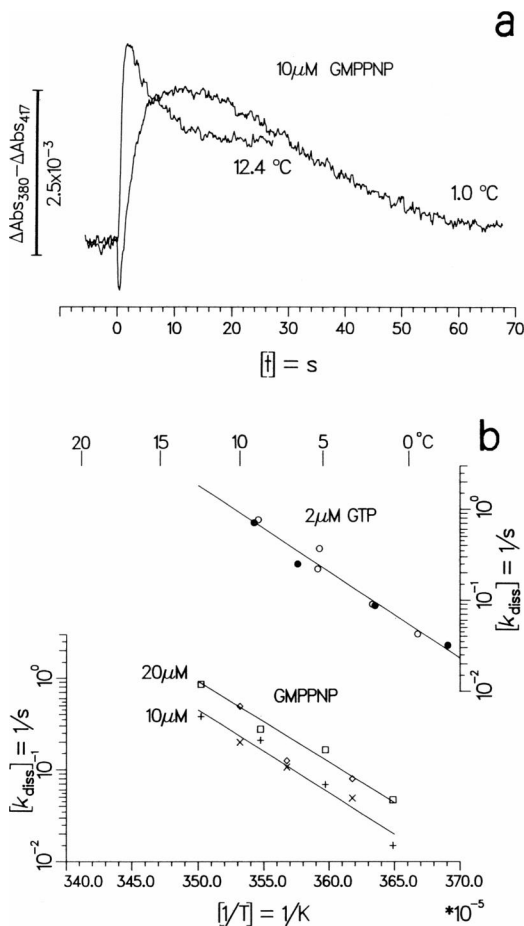 a
10μM GMPPNP
ΔAbs380−ΔAbs417
2.5x10⁻³
12.4 °C
1.0 °C
0 10 20 30 40 50 60 70
[t] = s
b
20 15 10 5 0 °C
2μM GTP
10⁰
10⁻¹
10⁻²
[kdiss] = 1/s
20μM
GMPPNP
10μM
10⁰
10⁻¹
10⁻²
[kdiss] = 1/s
340.0 345.0 350.0 355.0 360.0 365.0 370.0
[1/T] = 1/K
*10⁻⁵